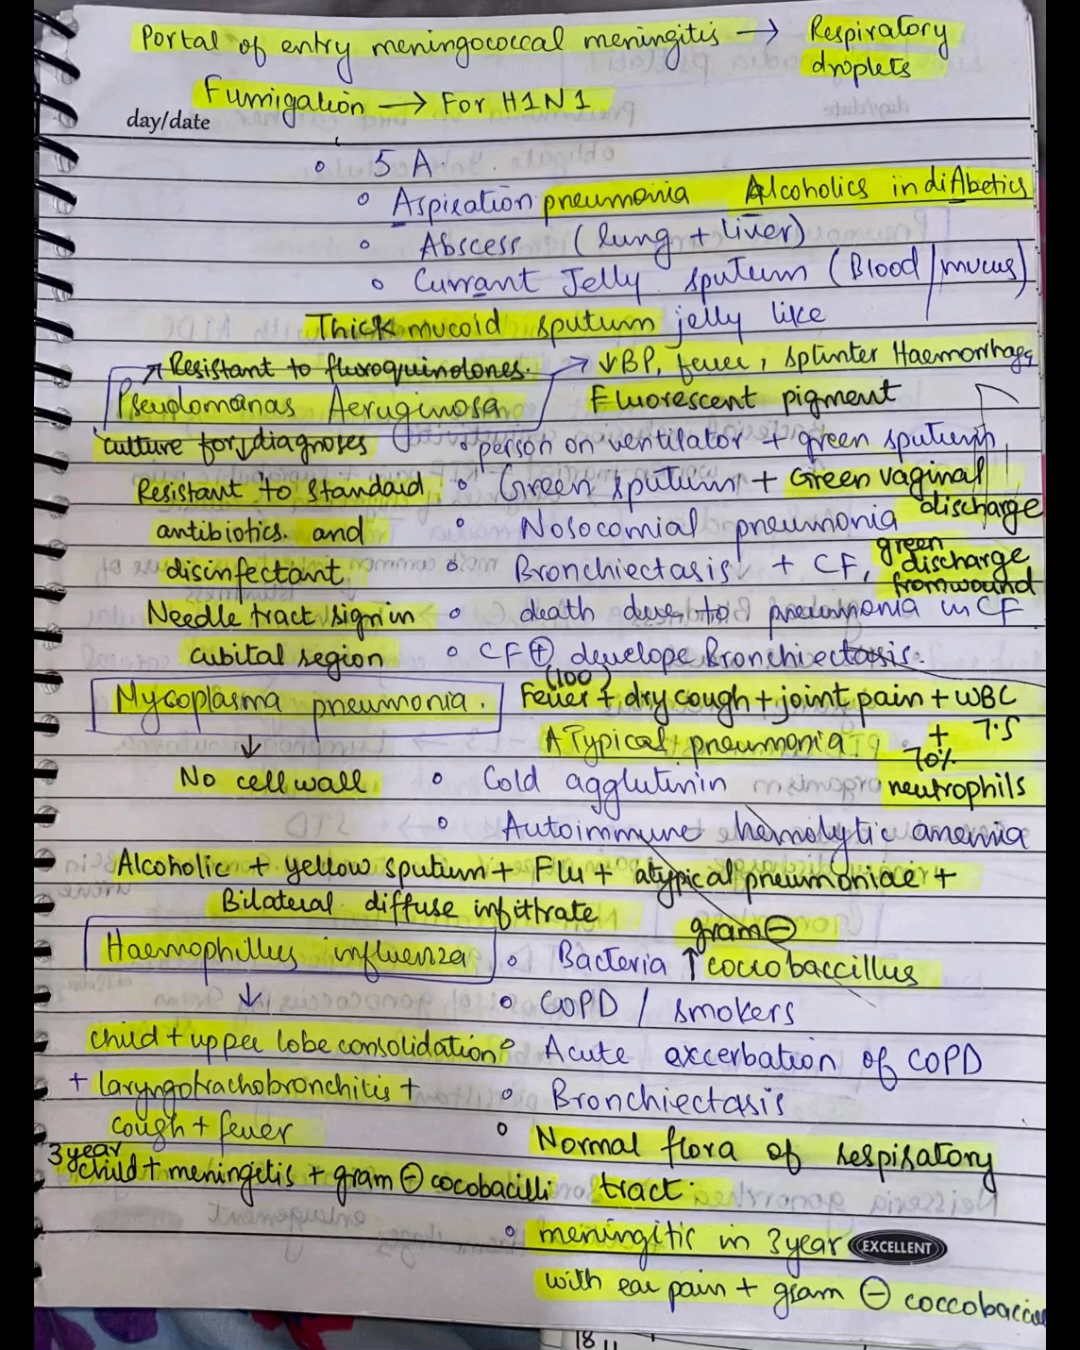 Portal of entry meningococcal meningitis → Respiratory
droplets
Fumigation → For H1N1
day/date
5 A.
Aspiration pneumonia Alcoholics in diAbetics
Abscess (lung + liver)
Currant Jelly sputum (Blood/mucus)
Thick mucoid sputum jelly like
Resistant to fluroquinolones.
→ ↓BP, fever, splinter Haemorrhage
Pseudomonas Aeruginosa
Fluorescent pigment
culture for diagnoses
person on ventilator + green sputum
Resistant to standard
antibiotics. and
disinfectant
Green sputum + Green vaginal
discharge
Nosocomial pneumonia
Bronchiectasis + CF, green
discharge
from wound
Needle tract sign in
cubital region
death due to pneumonia in CF
CF⊕ develope Bronchiectasis.
Mycoplasma pneumonia.
(100)
Fever + dry cough + joint pain + WBC
7.5
+
70%
neutrophils
ATypical pneumonia
↓
No cell wall
Cold agglutinin
Autoimmune hemolytic anemia
Alcoholic + yellow sputum + Flu + atypical pneumoniae +
Bilateral diffuse infiltrate
Haemophillus influenza
gram⊖
Bacteria ↑ coccobaccillus
↓
COPD / smokers
child + upper lobe consolidation
+ laryngotrachobronchitis +
cough + fever
Acute excerbation of COPD
Bronchiectasis
Normal flora of respiratory
tract.
3 year
child + meningitis + gram ⊖ cocobacilli
meningitic in 3 year
EXCELLENT
with ear pain + gram ⊖ coccobacci
18